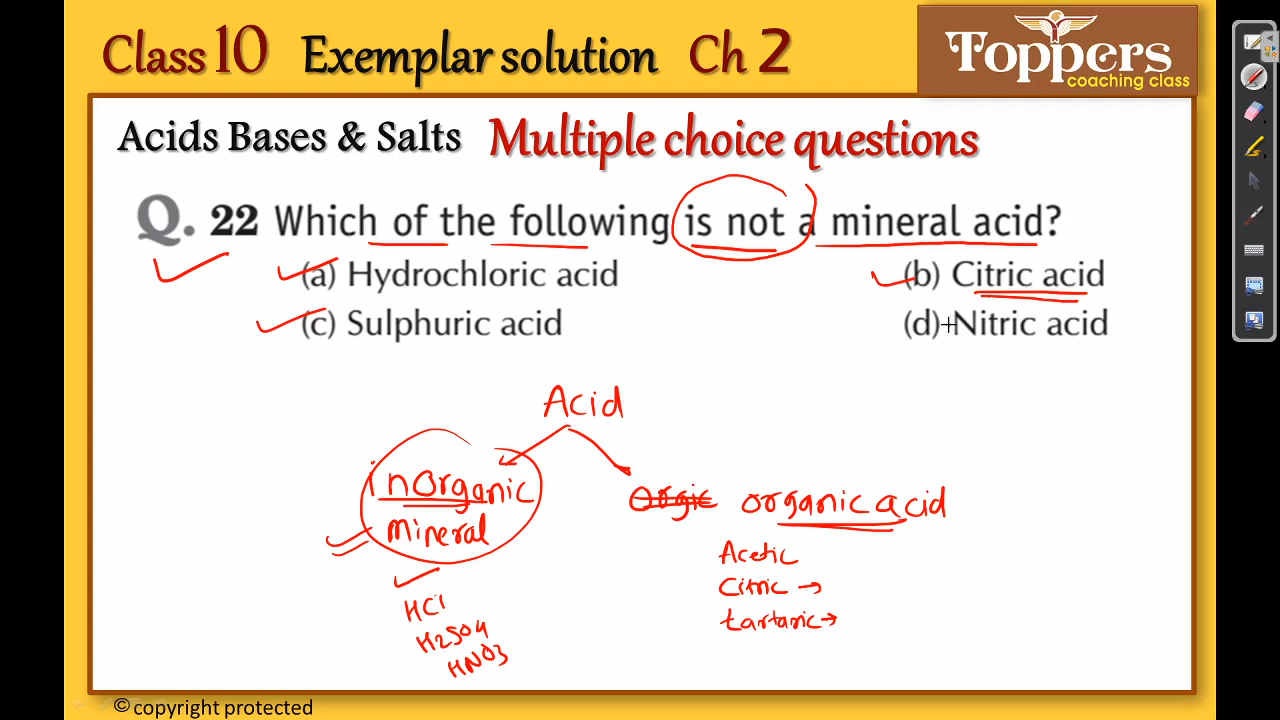 Class 10 Exemplar solution Ch 2
Toppers
coaching class
Acids Bases & Salts Multiple choice questions
Q. 22 Which of the following is not a mineral acid?
(a) Hydrochloric acid (b) Citric acid
(c) Sulphuric acid (d) Nitric acid
Acid
inorganic
mineral
Orgic organic acid
Acetic
Citric →
tartaric →
HCl
H2SO4
HNO3
© copyright protected